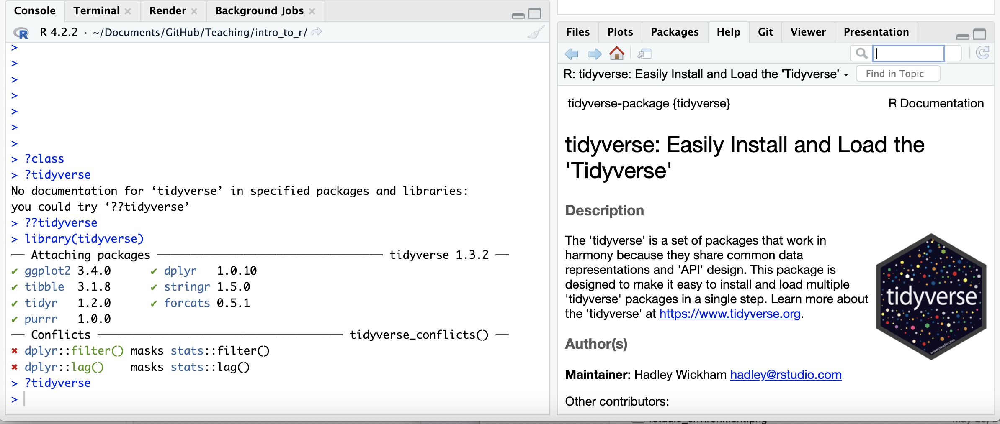 Console Terminal Render Background Jobs
R 4.2.2 · ~/Documents/GitHub/Teaching/intro_to_r/
>
>
>
>
>
>
>
> ?class
> ?tidyverse
No documentation for ‘tidyverse’ in specified packages and libraries:
you could try ‘??tidyverse’
> ??tidyverse
> library(tidyverse)
── Attaching packages ────────────────────────────────── tidyverse 1.3.2 ──
✔ ggplot2 3.4.0      ✔ dplyr   1.0.10
✔ tibble  3.1.8      ✔ stringr 1.5.0
✔ tidyr   1.2.0      ✔ forcats 0.5.1
✔ purrr   1.0.0
── Conflicts ───────────────────────────────────── tidyverse_conflicts() ──
✖ dplyr::filter() masks stats::filter()
✖ dplyr::lag()    masks stats::lag()
> ?tidyverse
>
Files Plots Packages Help Git Viewer Presentation
R: tidyverse: Easily Install and Load the 'Tidyverse' Find in Topic
tidyverse-package {tidyverse} R Documentation
tidyverse: Easily Install and Load the
'Tidyverse'
Description
The 'tidyverse' is a set of packages that work in
harmony because they share common data
representations and 'API' design. This package is
designed to make it easy to install and load multiple
'tidyverse' packages in a single step. Learn more about
the 'tidyverse' at https://www.tidyverse.org.
tidyverse
www.rstudio.com
Author(s)
Maintainer: Hadley Wickham hadley@rstudio.com
Other contributors: